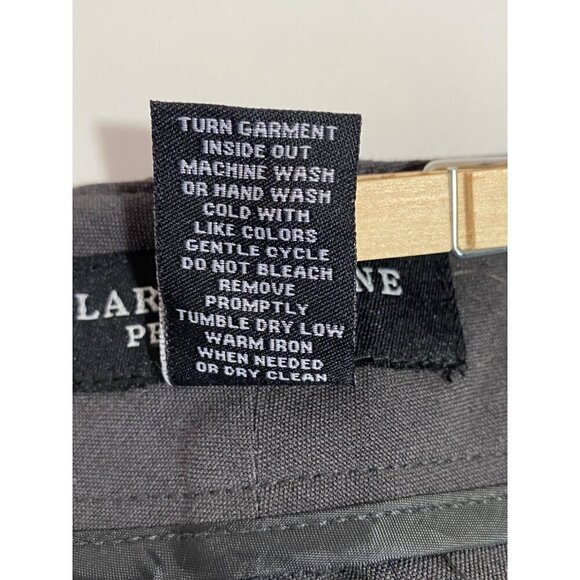 TURN GARMENT
INSIDE OUT
MACHINE WASH
OR HAND WASH
COLD WITH
LIKE COLORS
GENTLE CYCLE
DO NOT BLEACH
REMOVE
PROMPTLY
TUMBLE DRY LOW
WARM IRON
WHEN NEEDED
OR DRY CLEAN